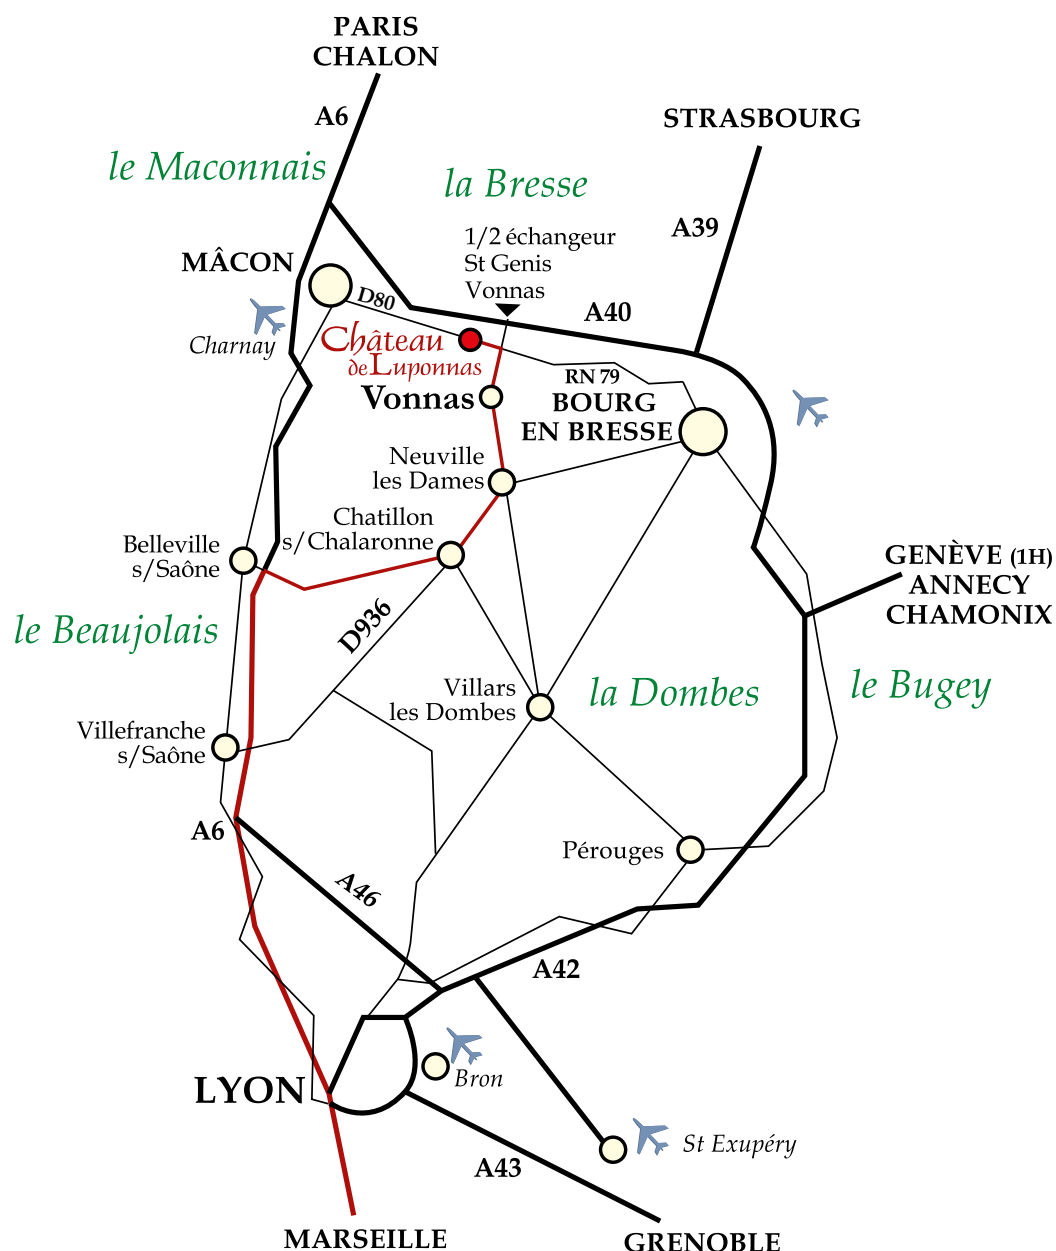 PARIS
CHALON
A6
STRASBOURG
le Maconnais
la Bresse
A39
1/2 échangeur
St Genis
Vonnas
MÂCON
D80
A40
Charnay
Château
de Luponnas
RN 79
Vonnas
BOURG
EN BRESSE
Neuville
les Dames
Chatillon
s/Chalaronne
Belleville
s/Saône
GENÈVE (1H)
ANNECY
CHAMONIX
le Beaujolais
D936
Villars
les Dombes
la Dombes
le Bugey
Villefranche
s/Saône
A6
Pérouges
A46
A42
Bron
LYON
St Exupéry
A43
MARSEILLE
GRENOBLE